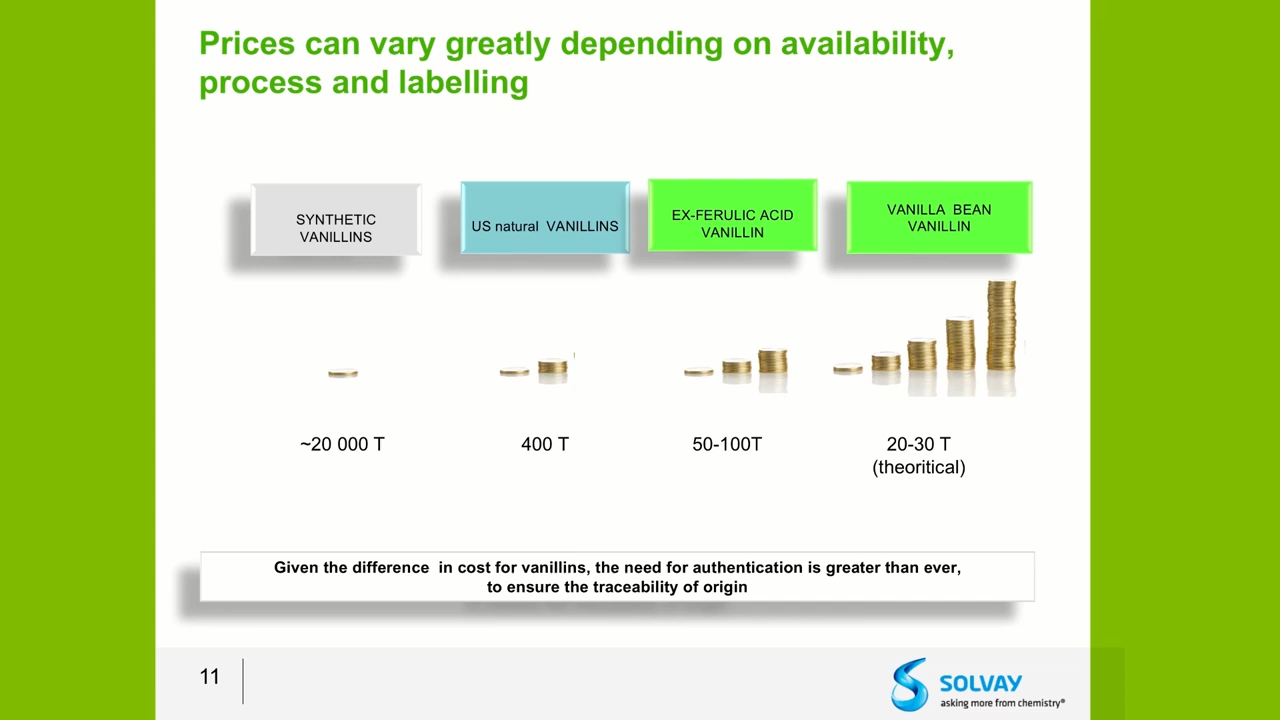 Prices can vary greatly depending on availability,
process and labelling
SYNTHETIC
VANILLINS
US natural VANILLINS
EX-FERULIC ACID
VANILLIN
VANILLA BEAN
VANILLIN
~20 000 T
400 T
50-100T
20-30 T
(theoritical)
Given the difference in cost for vanillins, the need for authentication is greater than ever,
to ensure the traceability of origin
11
SOLVAY
asking more from chemistry®